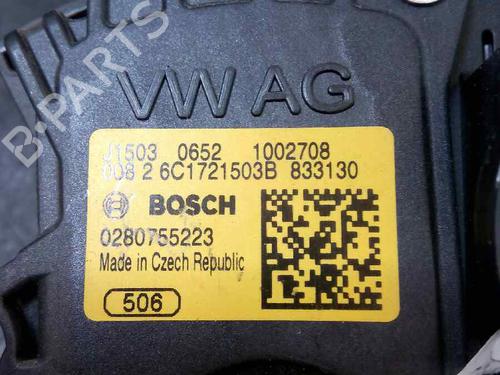 B-PARTS
VW AG
J1503 0652 1002708
008 2 6C1721503B 833130
BOSCH
0280755223
Made in Czech Republic
506